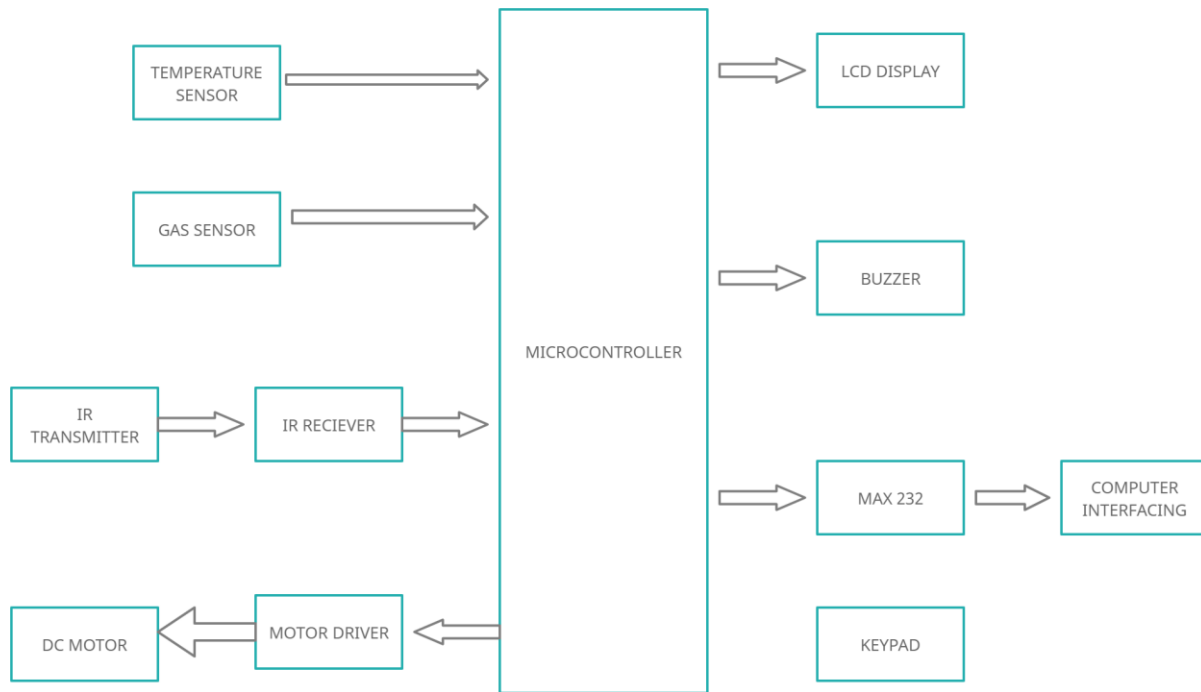 TEMPERATURE
SENSOR
LCD DISPLAY
GAS SENSOR
BUZZER
MICROCONTROLLER
IR
TRANSMITTER
IR RECIEVER
MAX 232
COMPUTER
INTERFACING
DC MOTOR
MOTOR DRIVER
KEYPAD